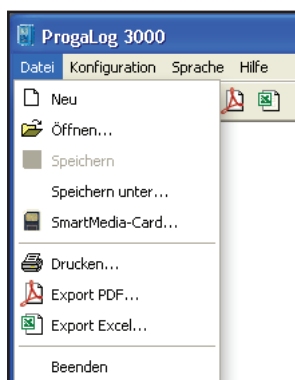 ProgaLog 3000
Datei Konfiguration Sprache Hilfe
Neu
Öffnen...
Speichern
Speichern unter...
SmartMedia-Card...
Drucken...
Export PDF...
Export Excel...
Beenden